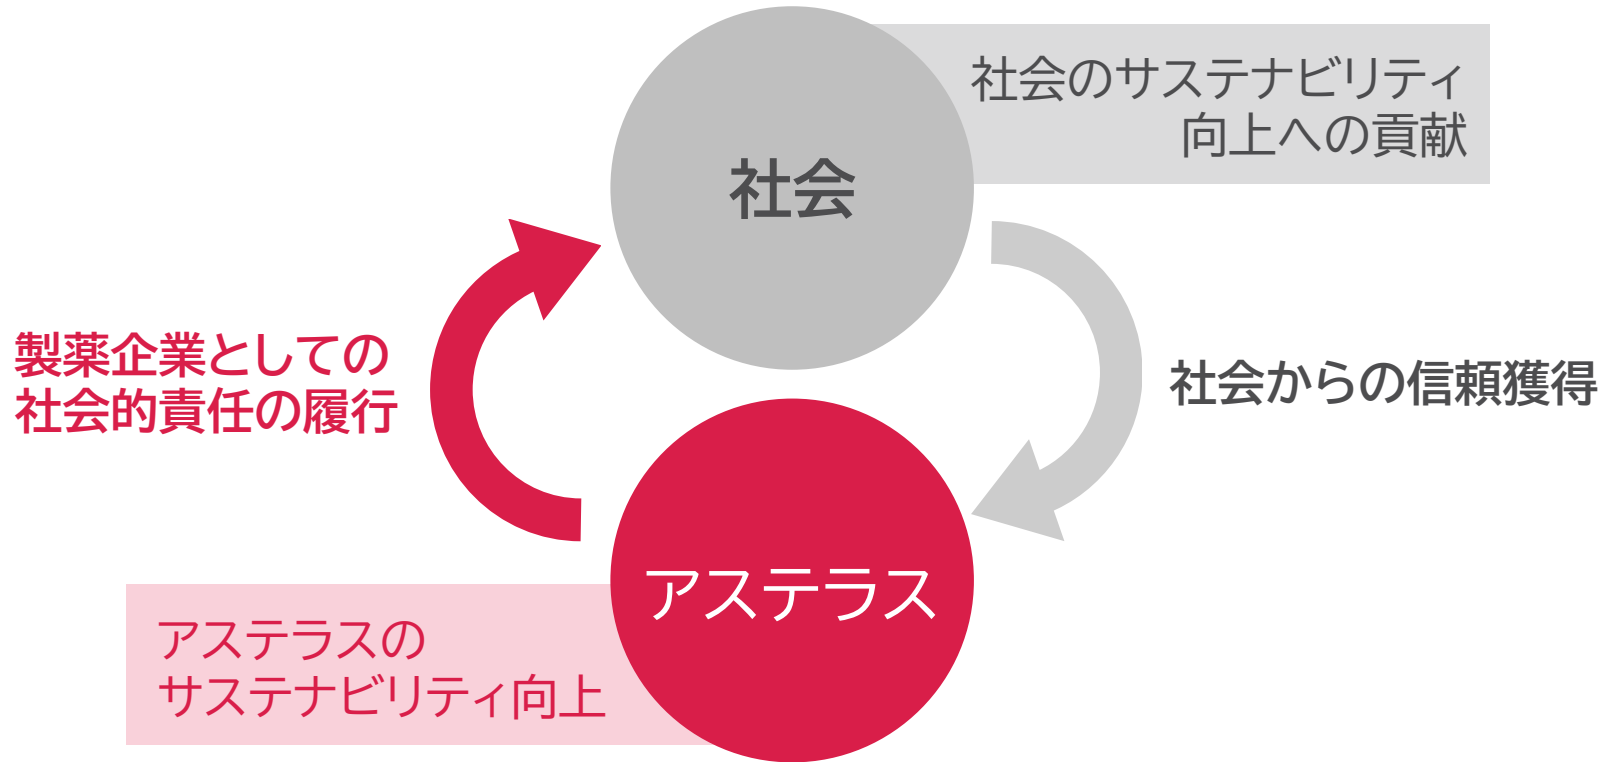 社会のサステナビリティ
向上への貢献
社会
製薬企業としての
社会的責任の履行
社会からの信頼獲得
アステラス
アステラスの
サステナビリティ向上